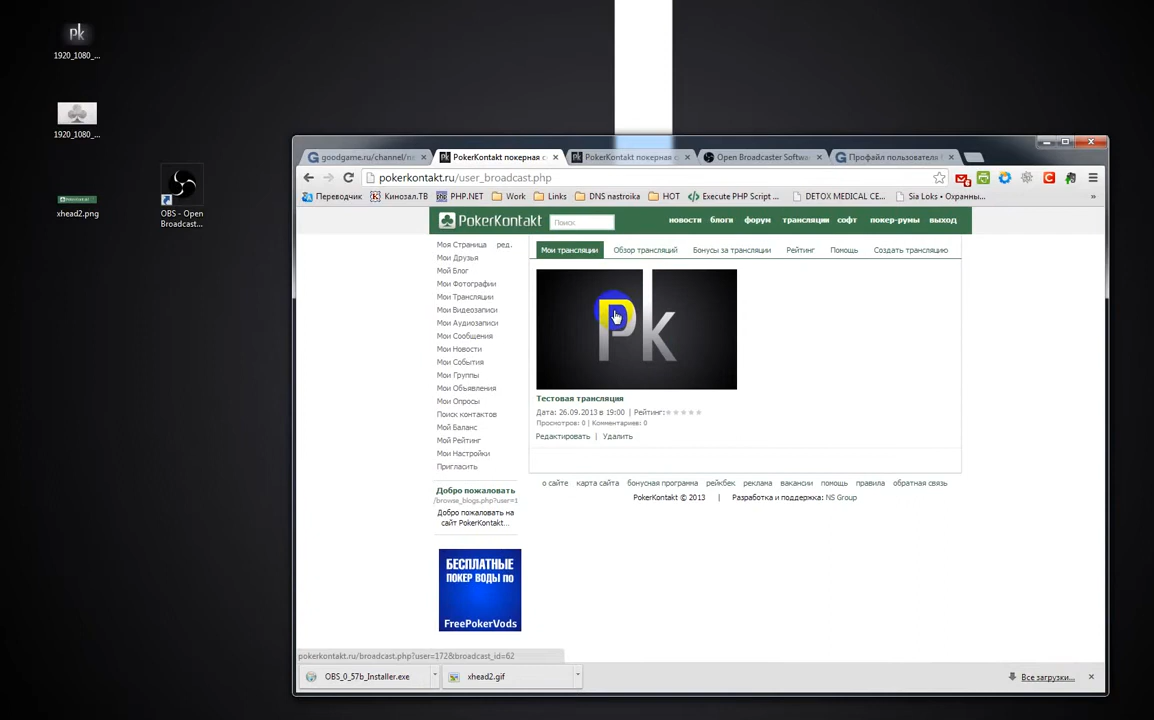 pk
1920_1080_...
1920_1080_...
xhead2.png
OBS - Open
Broadcast...
goodgame.ru/channel/n
PokerKontakt покерная с
PokerKontakt покерная с
Open Broadcaster Softwa
Профайл пользователя
pokerkontakt.ru/user_broadcast.php
Переводчик
Кинозал.ТВ
PHP.NET
Work
Links
DNS nastroika
HOT
Execute PHP Script ...
DETOX MEDICAL CE...
Sia Loks • Охранны...
»
PokerKontakt
Поиск.
новости блоги форум трансляции софт покер-румы выход
Моя Страница ред.
Мои Друзья
Мой Блог
Мои Фотографии
Мои Трансляции
Мои Видеозаписи
Мои Аудиозаписи
Мои Сообщения
Мои Новости
Мои События
Мои Группы
Мои Объявления
Мои Опросы
Поиск контактов
Мой Баланс
Мой Рейтинг
Мои Настройки
Пригласить
Добро пожаловать
/browse_blogs.php?user=1
Добро пожаловать на
сайт PokerKontakt...
БЕСПЛАТНЫЕ
ПОКЕР ВОДЫ по
FreePokerVods
Мои трансляции Обзор трансляций Бонусы за трансляции Рейтинг Помощь Создать трансляцию
Pk
Тестовая трансляция
Дата: 26.09.2013 в 19:00 | Рейтинг:
Просмотров: 0 | Комментариев: 0
Редактировать | Удалить
о сайте карта сайта бонусная программа рейкбек реклама вакансии помощь правила обратная связь
PokerKontakt © 2013 | Разработка и поддержка: NS Group
pokerkontakt.ru/broadcast.php?user=172&broadcast_id=62
OBS_0_57b_Installer.exe
xhead2.gif
Все загрузки...